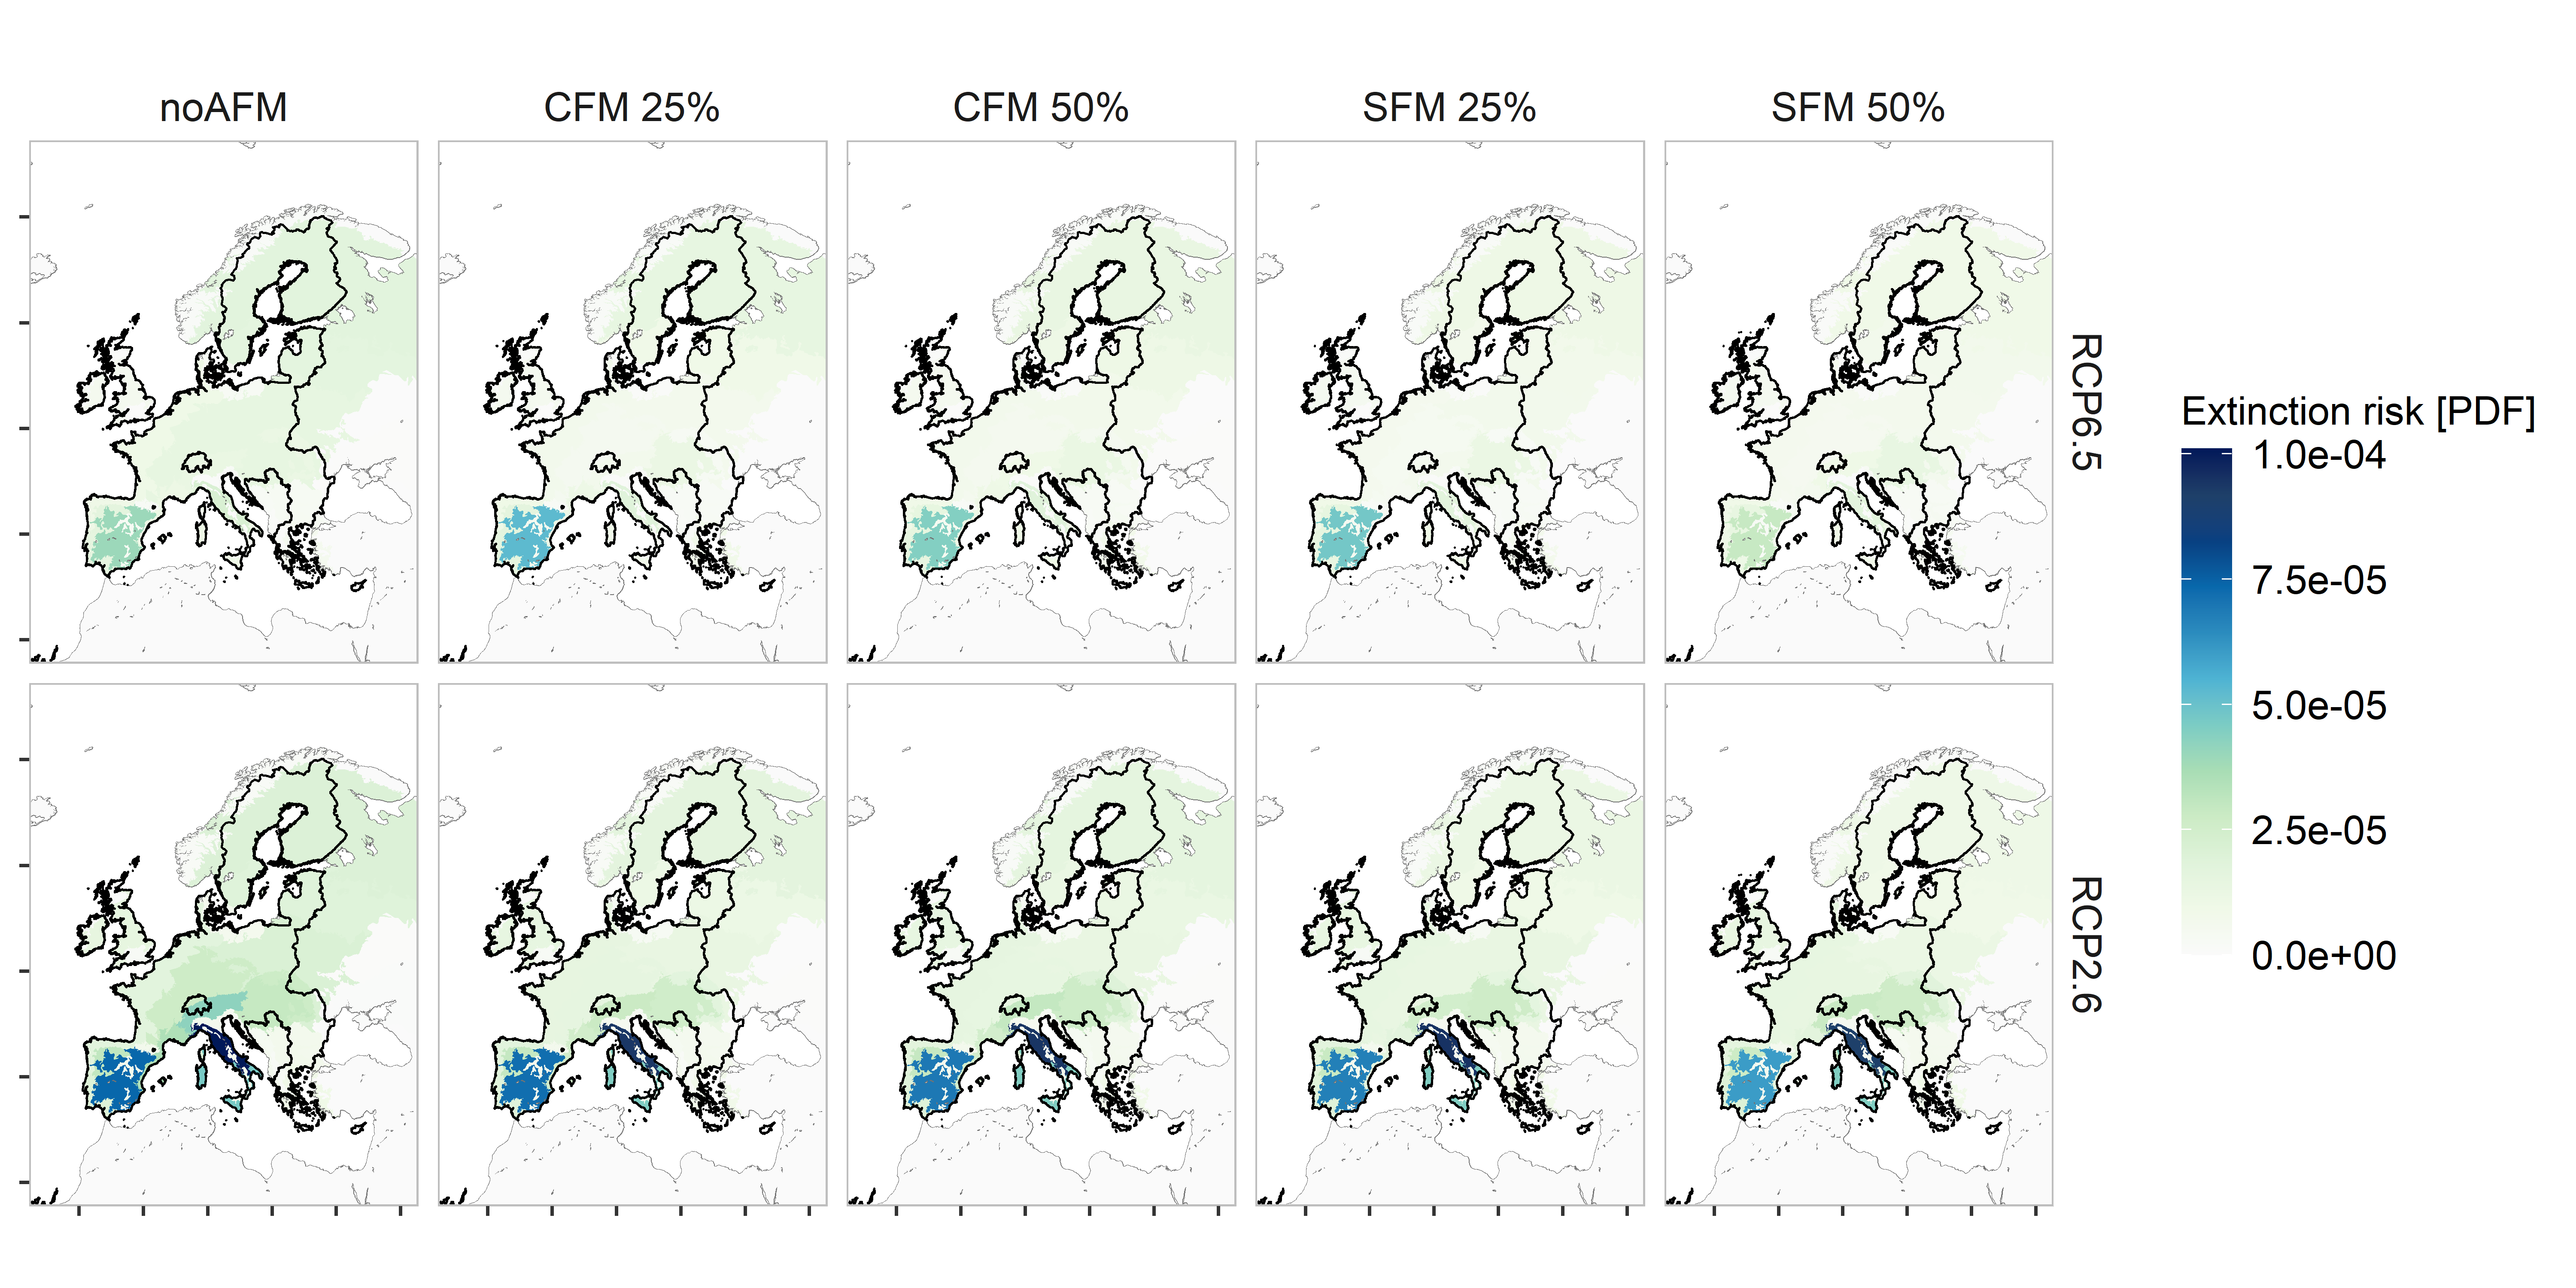 noAFM
CFM 25%
CFM 50%
SFM 25%
SFM 50%
RCP6.5
RCP2.6
Extinction risk [PDF]
1.0e-04
7.5e-05
5.0e-05
2.5e-05
0.0e+00